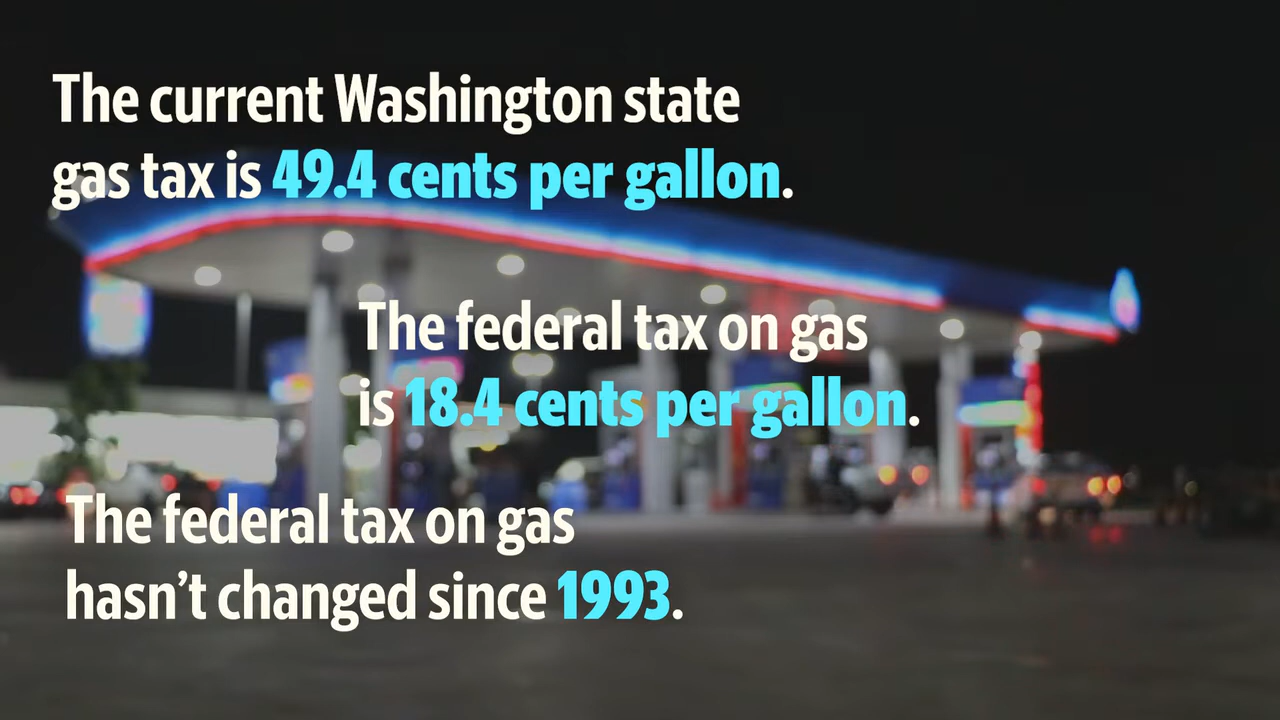 The current Washington state
gas tax is 49.4 cents per gallon.
The federal tax on gas
is 18.4 cents per gallon.
The federal tax on gas
hasn’t changed since 1993.